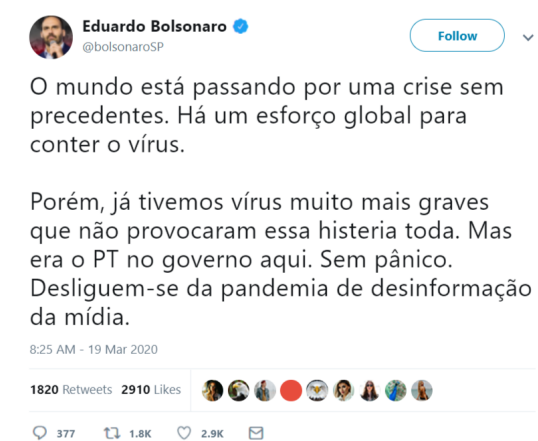 Eduardo Bolsonaro
@bolsonaroSP
Follow
O mundo está passando por uma crise sem
precedentes. Há um esforço global para
conter o vírus.
Porém, já tivemos vírus muito mais graves
que não provocaram essa histeria toda. Mas
era o PT no governo aqui. Sem pânico.
Desliguem-se da pandemia de desinformação
da mídia.
8:25 AM - 19 Mar 2020
1820 Retweets 2910 Likes
377 1.8K 2.9K